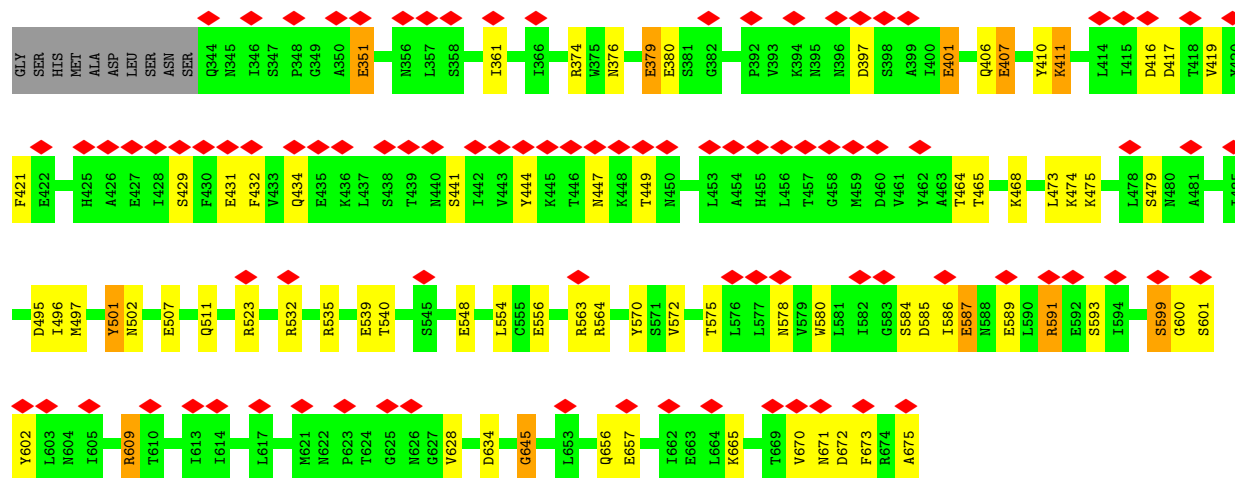 GLY SER HIS MET ALA ASP LEU SER ASN SER Q344 N345 I346 S347 P348 G349 A350 E351 N356 L357 S358 I361 I366 R374 W375 N376 E379 E380 S381 G382 P392 V393 K394 N395 N396 D397 S398 A399 I400 E401 Q406 E407 Y410 K411 L414 I415 D416 D417 T418 V419
F421 E422 H425 A426 E427 I428 S429 F430 E431 F432 V433 Q434 E435 K436 L437 S438 T439 N440 S441 I442 V443 Y444 K445 T446 N447 K448 T449 N450 L453 A454 H455 L456 T457 G458 M459 D460 V461 Y462 A463 T464 T465 K468 L473 K474 K475 L478 S479 N480 A481
D495 I496 M497 Y501 N502 E507 Q511 R523 R532 R535 E539 T540 S545 E548 L554 C555 E556 R563 R564 Y570 S571 V572 T575 L576 L577 N578 V579 W580 L581 I582 G583 S584 D585 I586 E587 N588 E589 L590 R591 E592 S593 I594 S599 G600 S601
Y602 L603 N604 I605 R609 T610 I613 I614 L617 M621 N622 P623 T624 G625 N626 G627 V628 D634 G645 L653 Q656 E657 I662 E663 L664 K665 T669 V670 N671 D672 F673 R674 A675